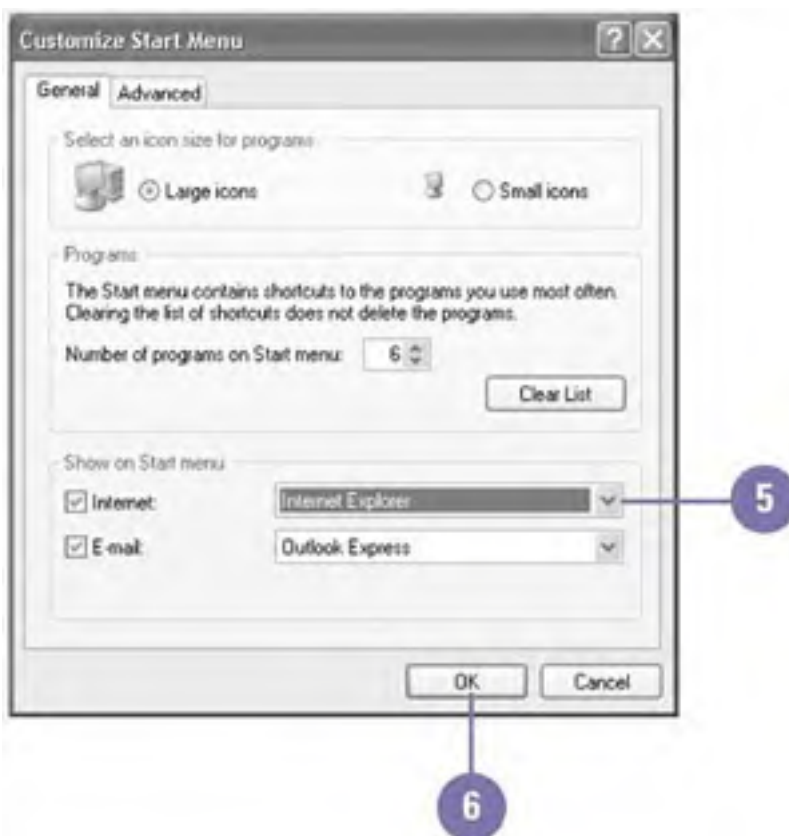 Customize Start Menu
General Advanced
Select an icon size for programs
Large icons Small icons
Programs
The Start menu contains shortcuts to the programs you use most often.
Clearing the list of shortcuts does not delete the programs.
Number of programs on Start menu: 6
Clear List
Show on Start menu
Internet: Internet Explorer
5
E-mail: Outlook Express
OK Cancel
6